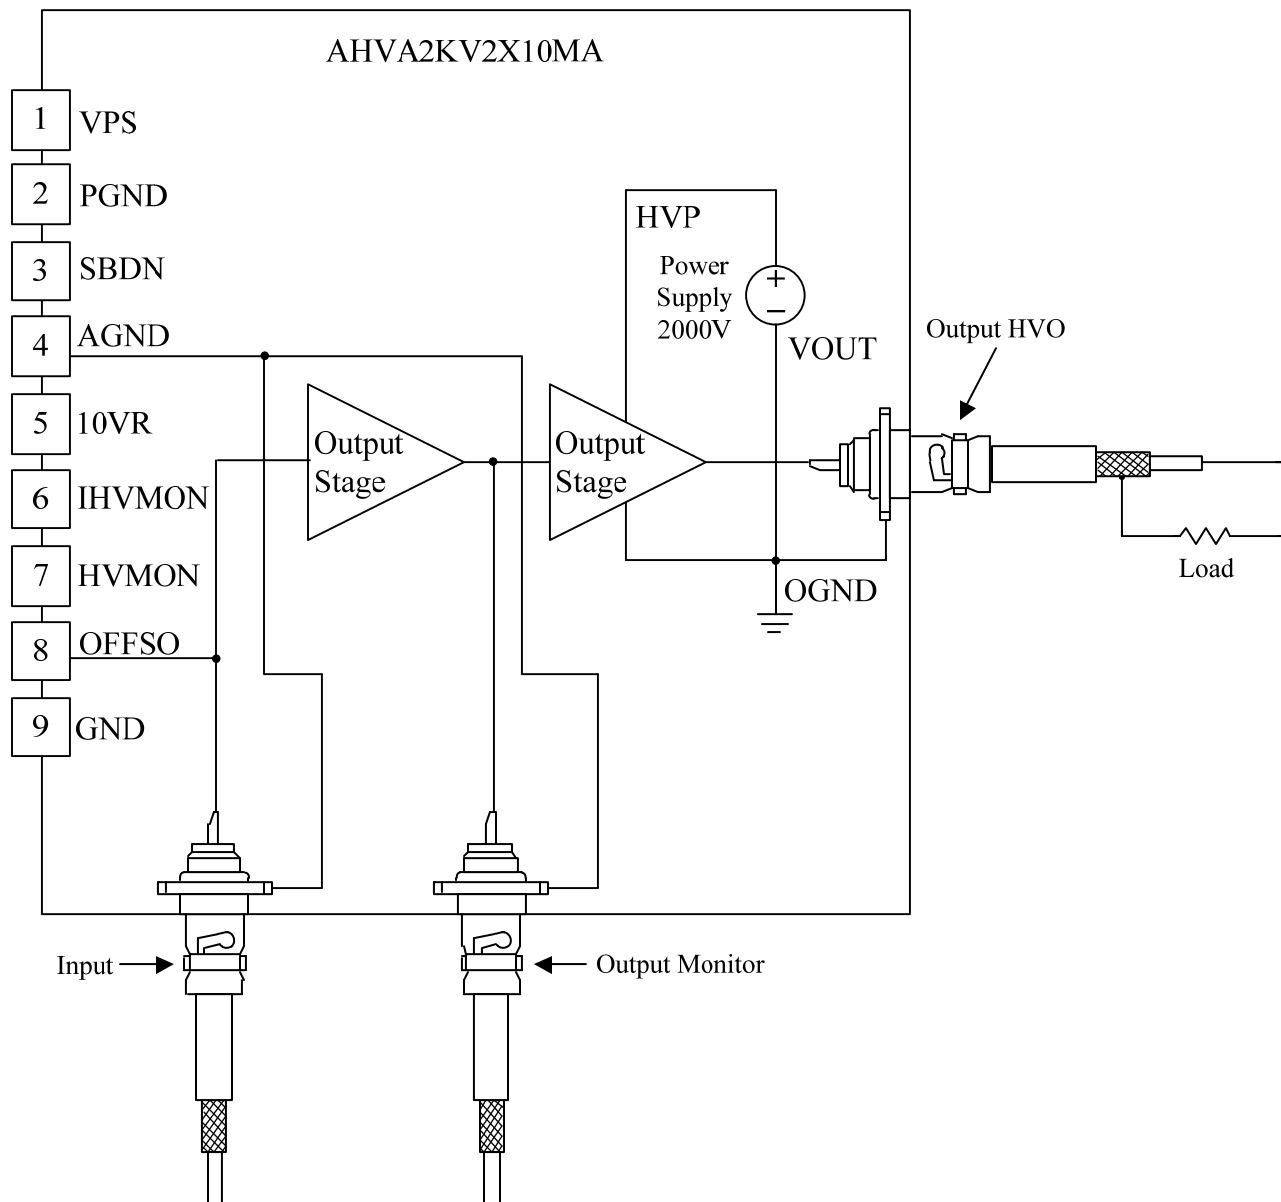 AHVA2KV2X10MA
1 VPS
2 PGND
3 SBDN
4 AGND
5 10VR
6 IHVMON
7 HVMON
8 OFFSO
9 GND
HVP
Power
Supply
2000V
+
−
VOUT
Output HVO
Output
Stage
Output
Stage
OGND
Load
Input
Output Monitor